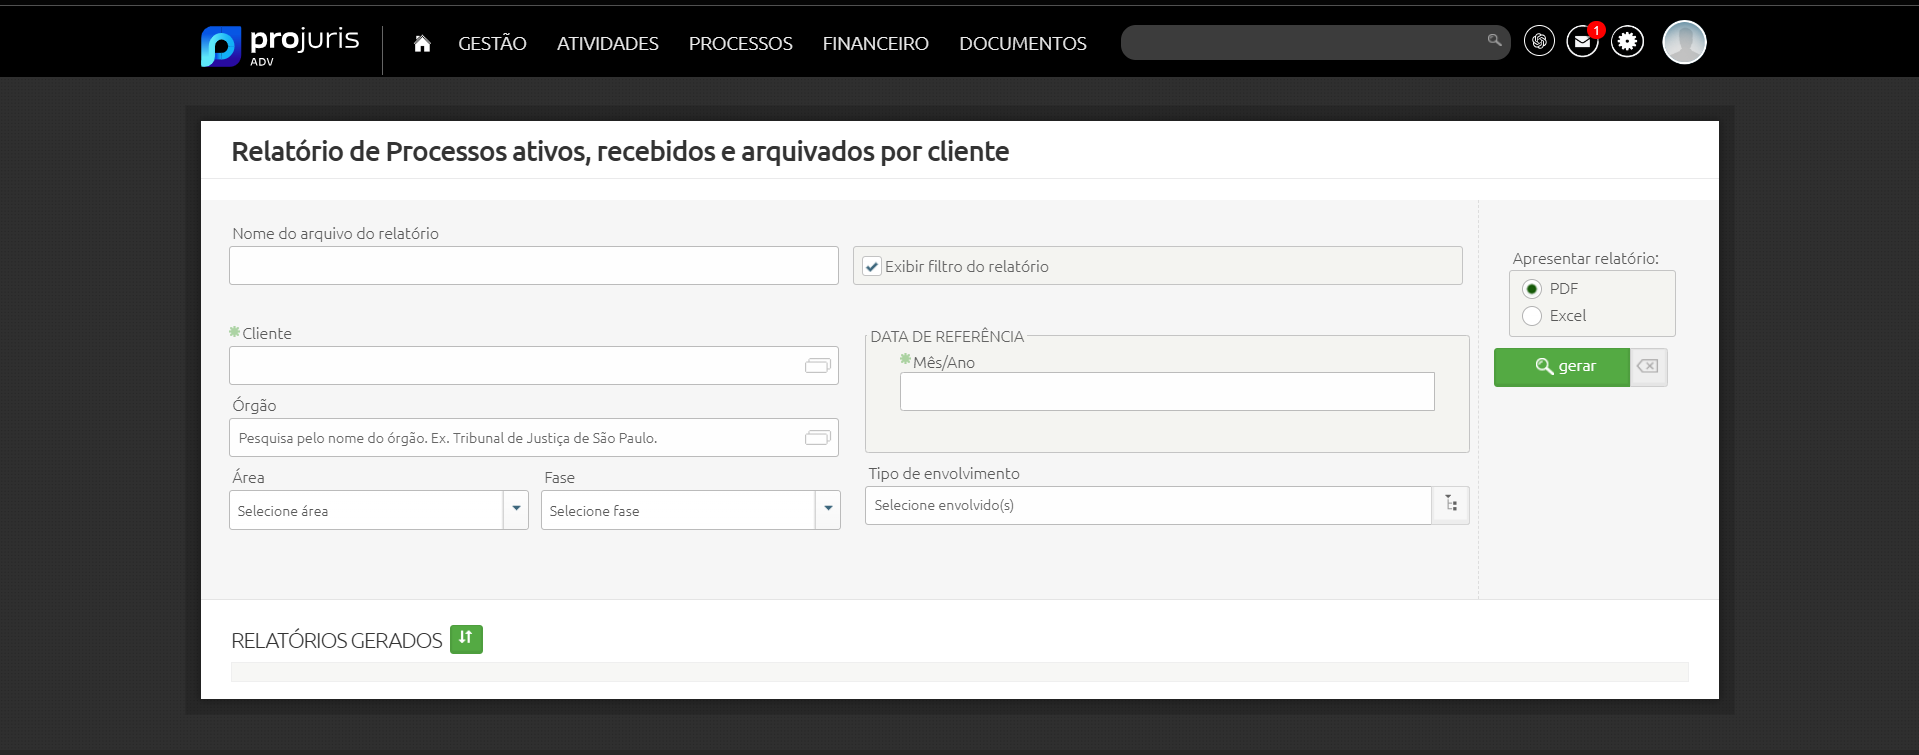 projuris
ADV
GESTÃO ATIVIDADES PROCESSOS FINANCEIRO DOCUMENTOS
1
Relatório de Processos ativos, recebidos e arquivados por cliente
Nome do arquivo do relatório
Exibir filtro do relatório
Apresentar relatório:
PDF
Excel
gerar
Cliente
DATA DE REFERÊNCIA
Mês/Ano
Órgão
Pesquisa pelo nome do órgão. Ex. Tribunal de Justiça de São Paulo.
Área Fase
Selecione área Selecione fase
Tipo de envolvimento
Selecione envolvido(s)
RELATÓRIOS GERADOS